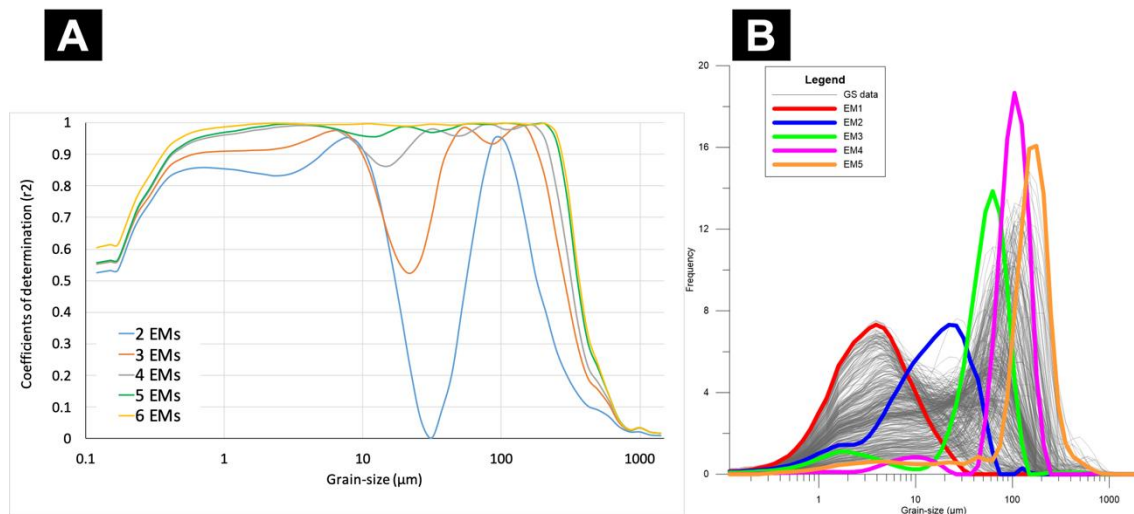 A
Coefficients of determination (r2)
1
0.9
0.8
0.7
0.6
0.5
0.4
0.3
0.2
0.1
0
2 EMs
3 EMs
4 EMs
5 EMs
6 EMs
0.1 1 10 100 1000
Grain-size (µm)
B
Frequency
20
16
12
8
4
0
Legend
GS data
EM1
EM2
EM3
EM4
EM5
1 10 100 1000
Grain-size (µm)